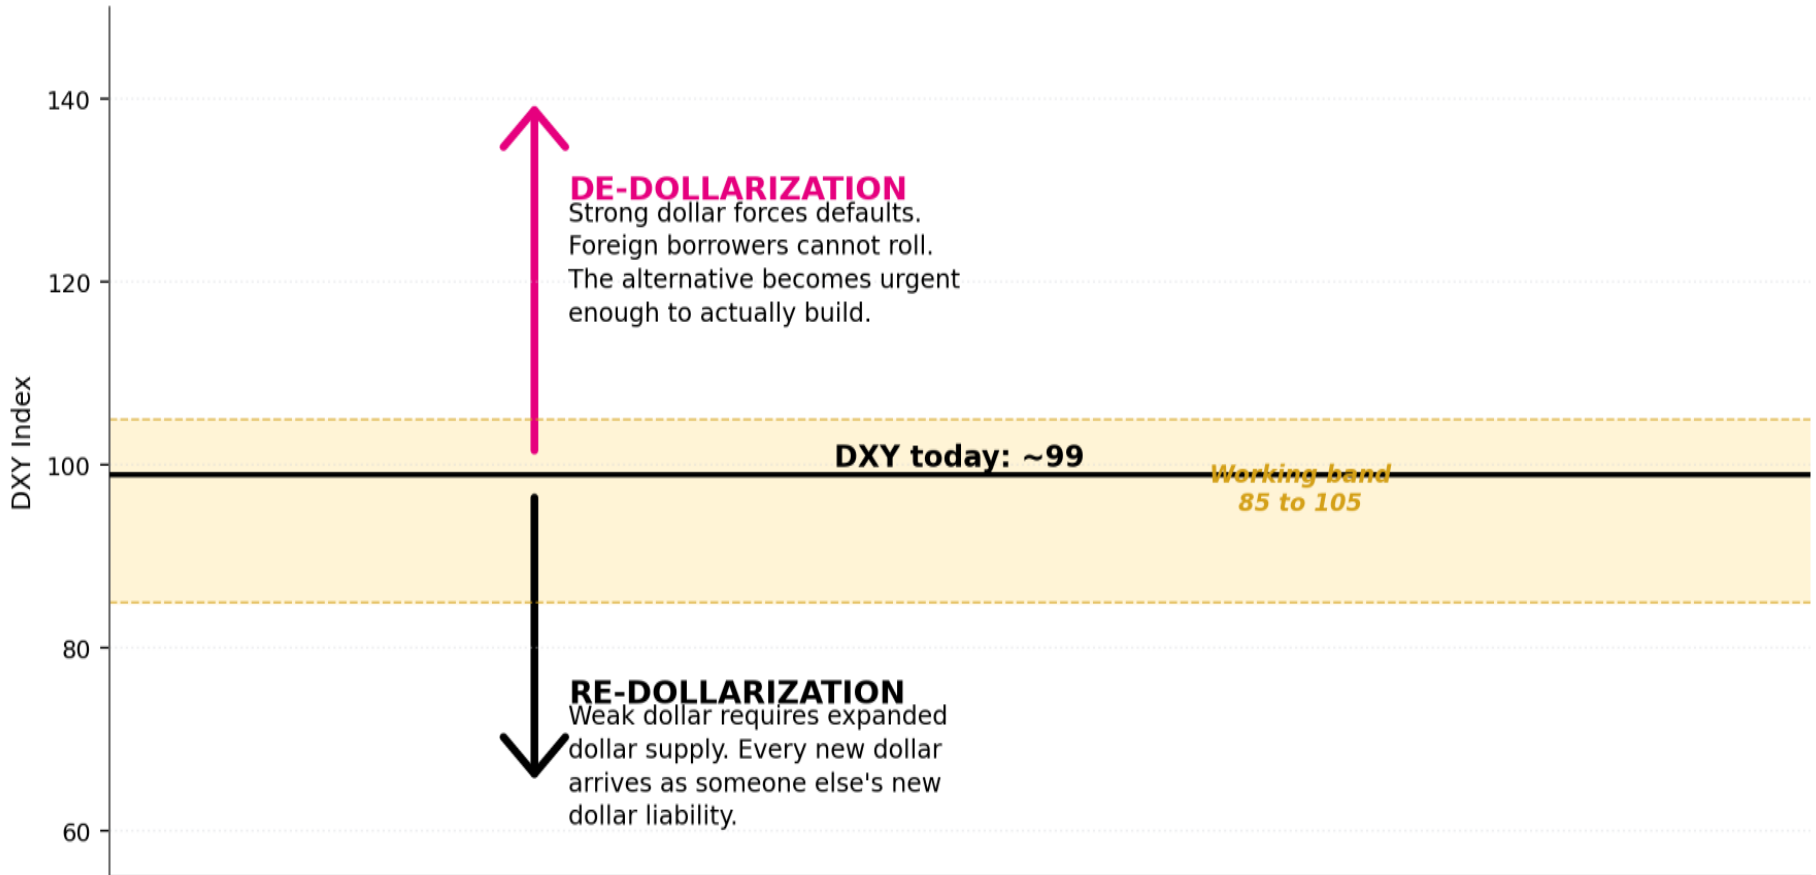 140
DE-DOLLARIZATION
Strong dollar forces defaults.
Foreign borrowers cannot roll.
The alternative becomes urgent
enough to actually build.
120
DXY Index
100
DXY today: ~99
Working band
85 to 105
80
RE-DOLLARIZATION
Weak dollar requires expanded
dollar supply. Every new dollar
arrives as someone else's new
dollar liability.
60